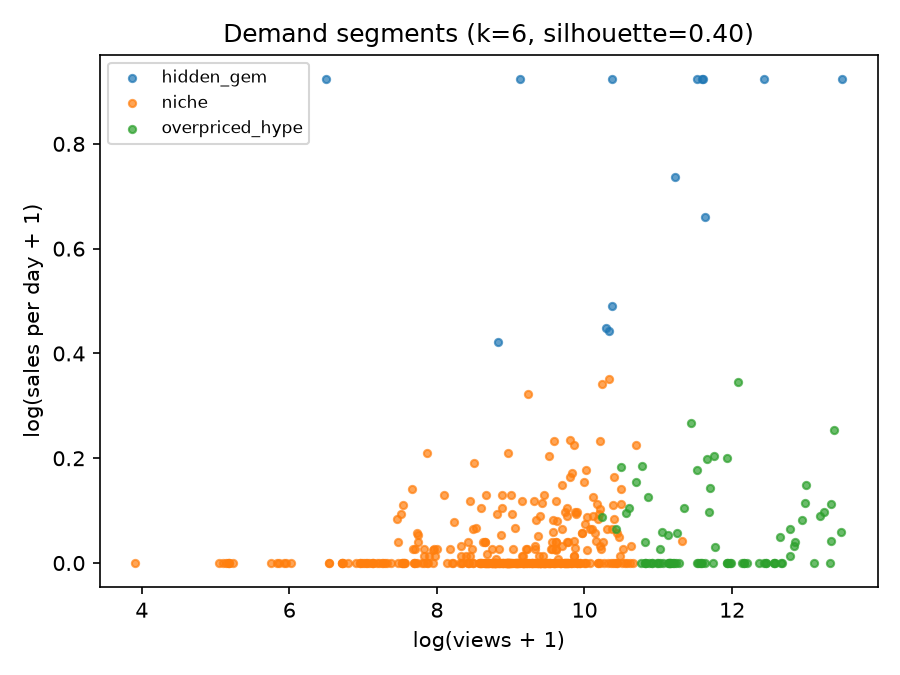 Demand segments (k=6, silhouette=0.40)
hidden_gem
niche
overpriced_hype
log(sales per day + 1)
0.8
0.6
0.4
0.2
0.0
4 6 8 10 12
log(views + 1)